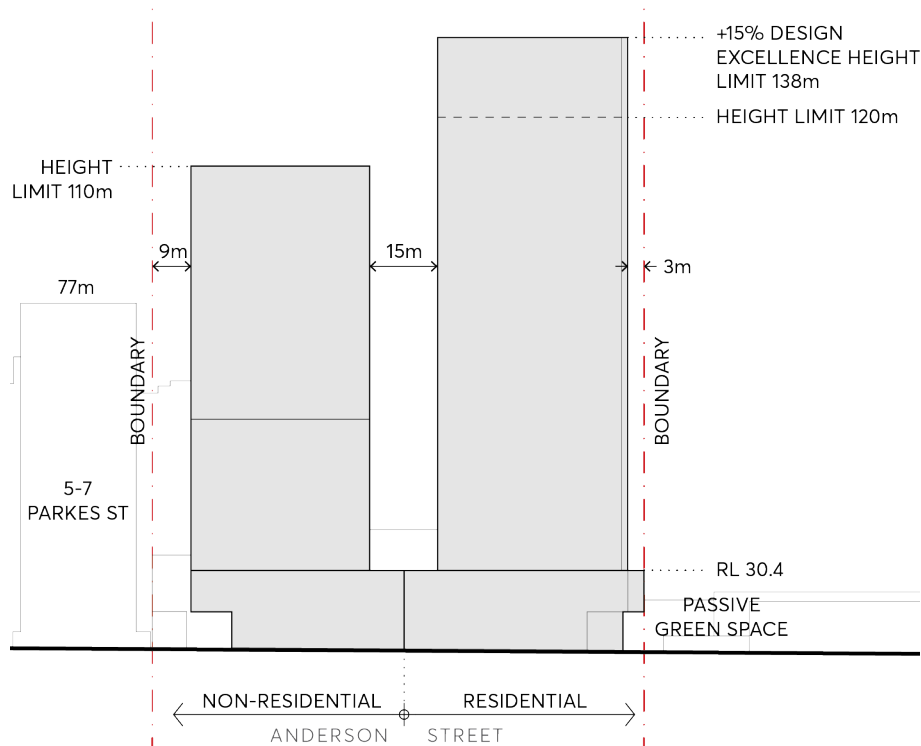 +15% DESIGN
EXCELLENCE HEIGHT
LIMIT 138m
HEIGHT LIMIT 120m
HEIGHT
LIMIT 110m
9m
15m
3m
77m
BOUNDARY
BOUNDARY
5-7
PARKES ST
RL 30.4
PASSIVE
GREEN SPACE
NON-RESIDENTIAL
RESIDENTIAL
ANDERSON STREET